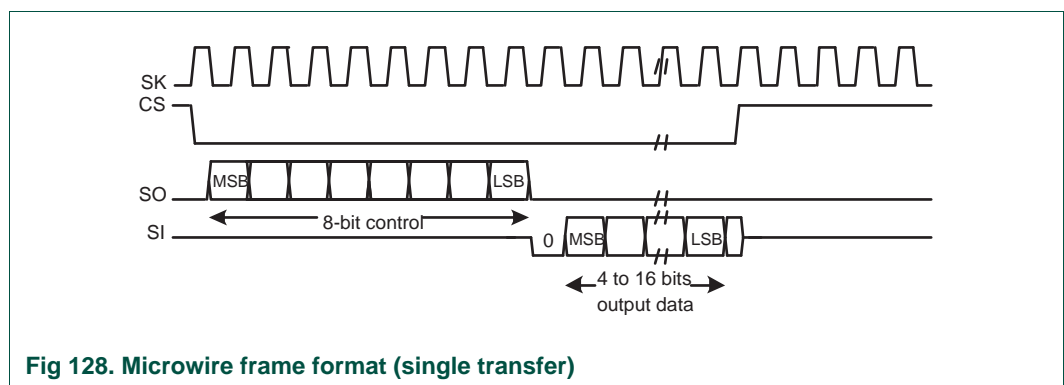 SK
CS
SO
MSB
LSB
8-bit control
SI
0
MSB
LSB
4 to 16 bits
output data
Fig 128. Microwire frame format (single transfer)